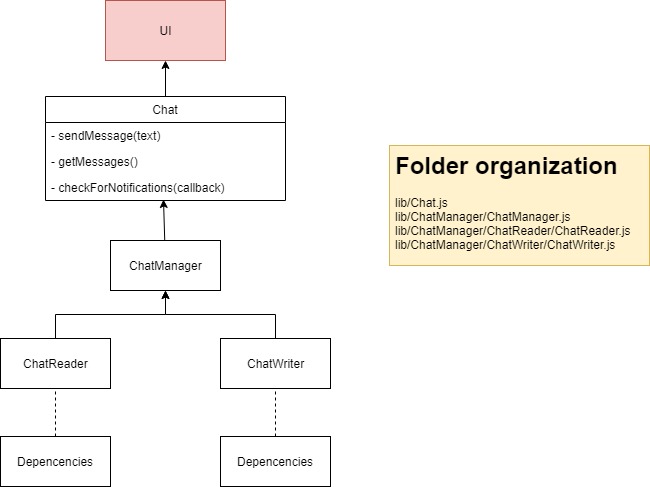 UI
Chat
- sendMessage(text)
- getMessages()
- checkForNotifications(callback)
ChatManager
ChatReader
ChatWriter
Depencencies
Depencencies
Folder organization
lib/Chat.js
lib/ChatManager/ChatManager.js
lib/ChatManager/ChatReader/ChatReader.js
lib/ChatManager/ChatWriter/ChatWriter.js